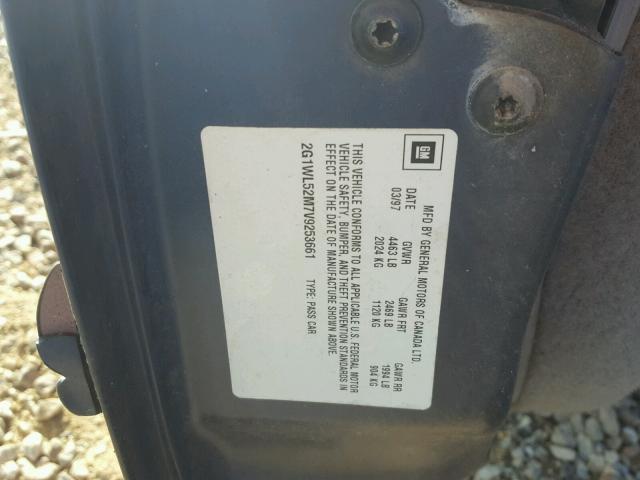 GM
MFD BY GENERAL MOTORS OF CANADA LTD.
DATE GVWR GAWR FRT GAWR RR
03/97 4463 LB 2469 LB 1994 LB
2024 KG 1120 KG 904 KG
THIS VEHICLE CONFORMS TO ALL APPLICABLE U.S. FEDERAL MOTOR
VEHICLE SAFETY, BUMPER, AND THEFT PREVENTION STANDARDS IN
EFFECT ON THE DATE OF MANUFACTURE SHOWN ABOVE.
2G1WL52M7V9253661 TYPE: PASS CAR